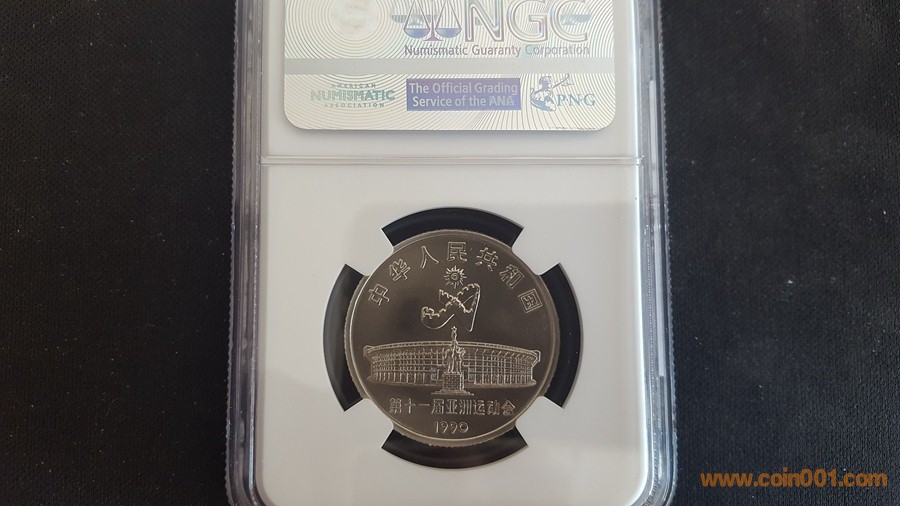 NGC
Numismatic Guaranty Corporation
AMERICAN
NUMISMATIC
ASSOCIATION
The Official Grading
Service of the ANA
PNG
中华人民共和国
第十一届亚洲运动会
1990
www.coin001.com